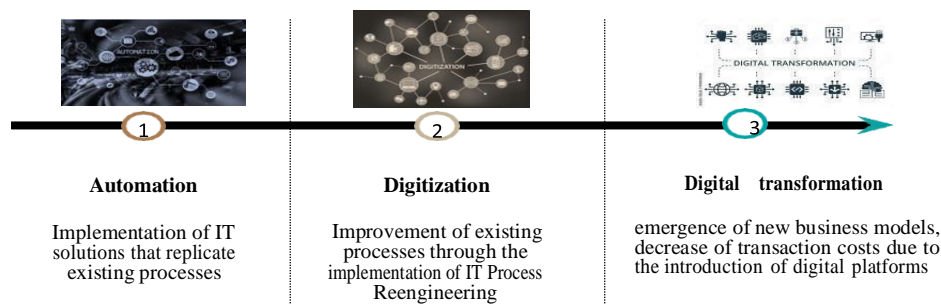 AUTOMATION
DIGITIZATION
DIGITAL TRANSFORMATION
1
2
3
Automation
Implementation of IT
solutions that replicate
existing processes
Digitization
Improvement of existing
processes through the
implementation of IT Process
Reengineering
Digital transformation
emergence of new business models,
decrease of transaction costs due to
the introduction of digital platforms